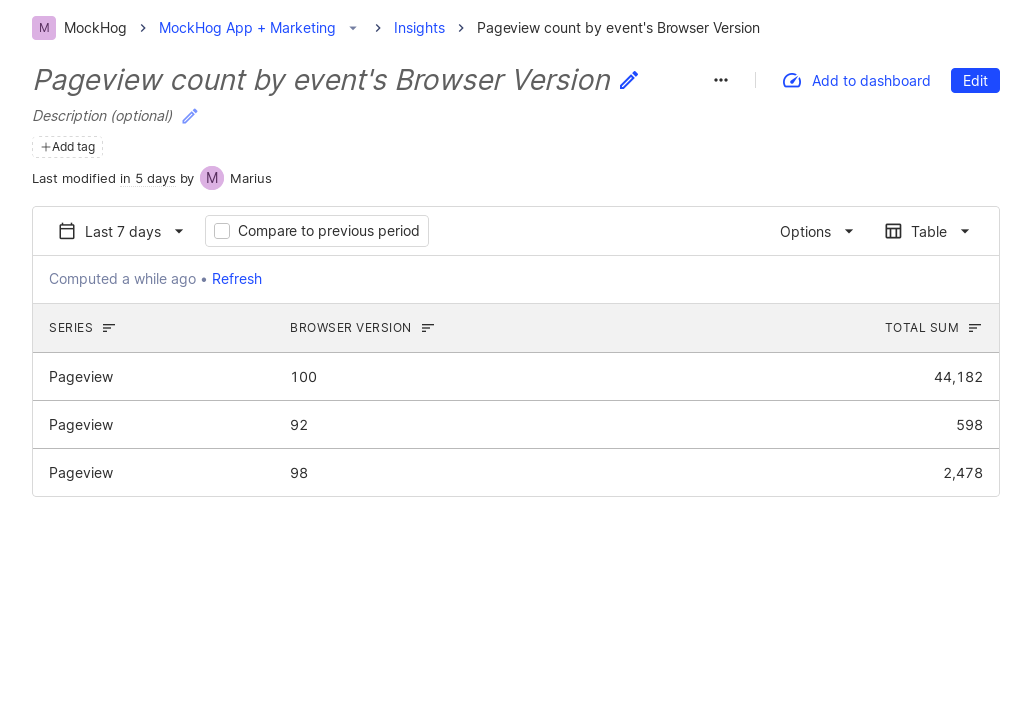 M MockHog MockHog App + Marketing Insights Pageview count by event's Browser Version
Pageview count by event's Browser Version Add to dashboard Edit
Description (optional)
+Add tag
Last modified in 5 days by M Marius
Last 7 days Compare to previous period Options Table
Computed a while ago • Refresh
SERIES BROWSER VERSION TOTAL SUM
Pageview 100 44,182
Pageview 92 598
Pageview 98 2,478